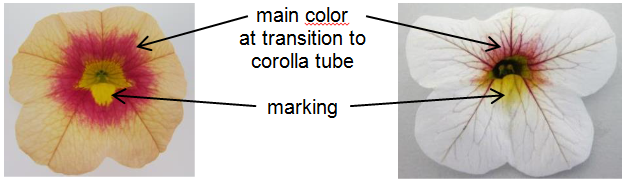 main color
at transition to
corolla tube
marking